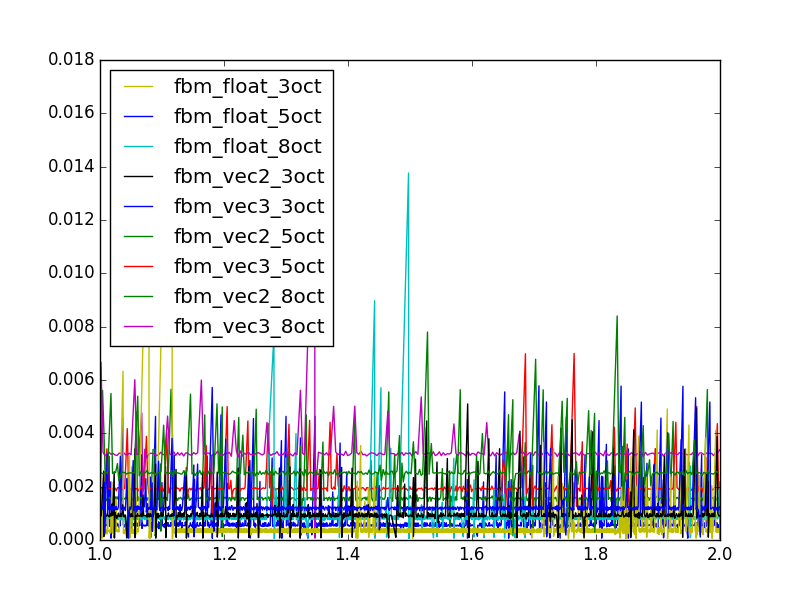 0.018
0.016
0.014
0.012
0.010
0.008
0.006
0.004
0.002
0.000
fbm_float_3oct
fbm_float_5oct
fbm_float_8oct
fbm_vec2_3oct
fbm_vec3_3oct
fbm_vec2_5oct
fbm_vec3_5oct
fbm_vec2_8oct
fbm_vec3_8oct
1.0 1.2 1.4 1.6 1.8 2.0